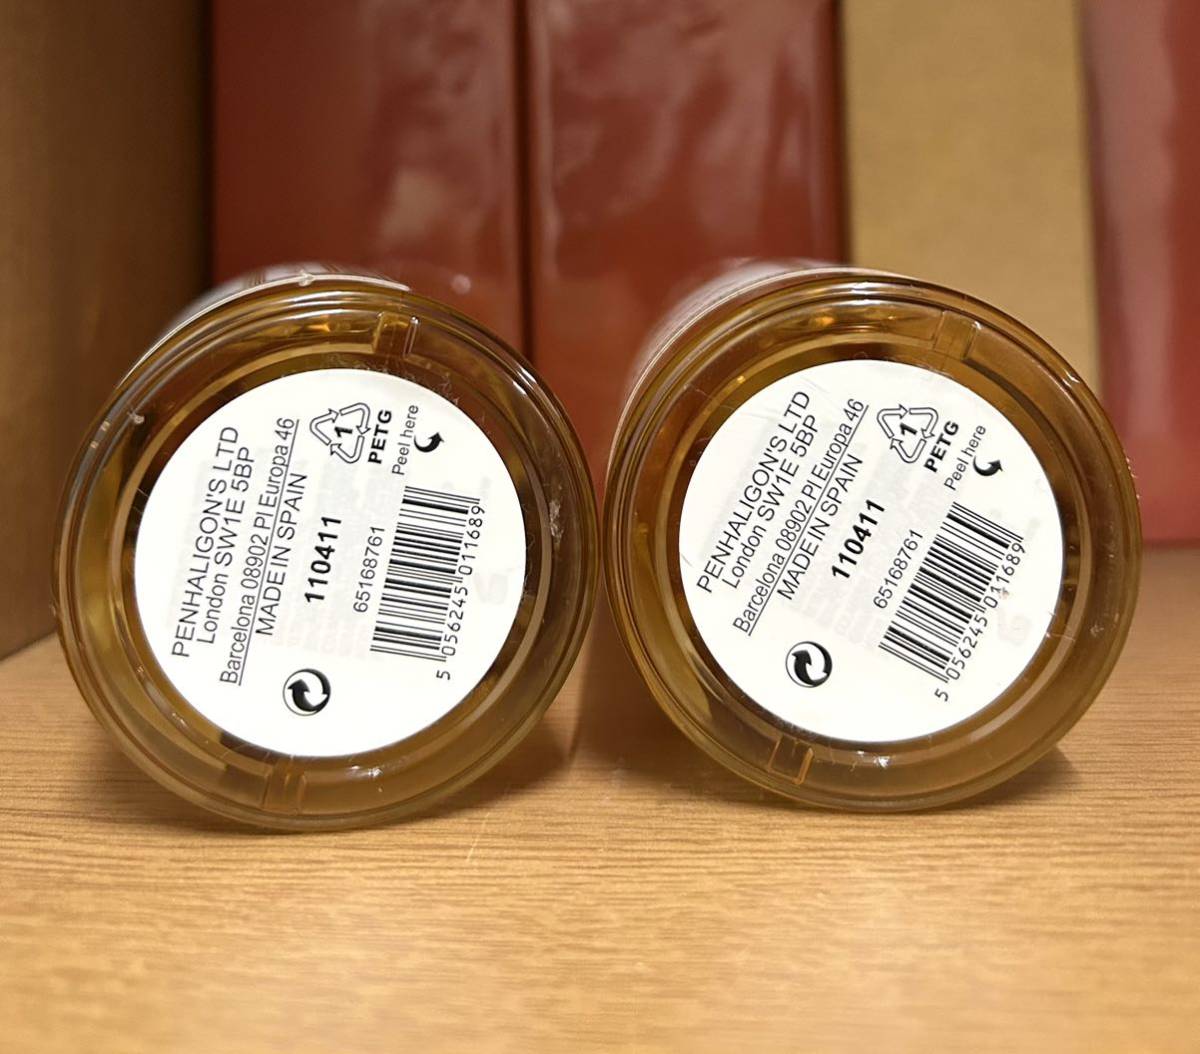 PENHALIGON'S LTD
London SW1E 5BP
Barcelona 08902 Pl Europa 46
MADE IN SPAIN
110411
65168761
5 056245 011689
1
PETG
Peel here
PENHALIGON'S LTD
London SW1E 5BP
Barcelona 08902 Pl Europa 46
MADE IN SPAIN
110411
65168761
5 056245 011689
1
PETG
Peel here